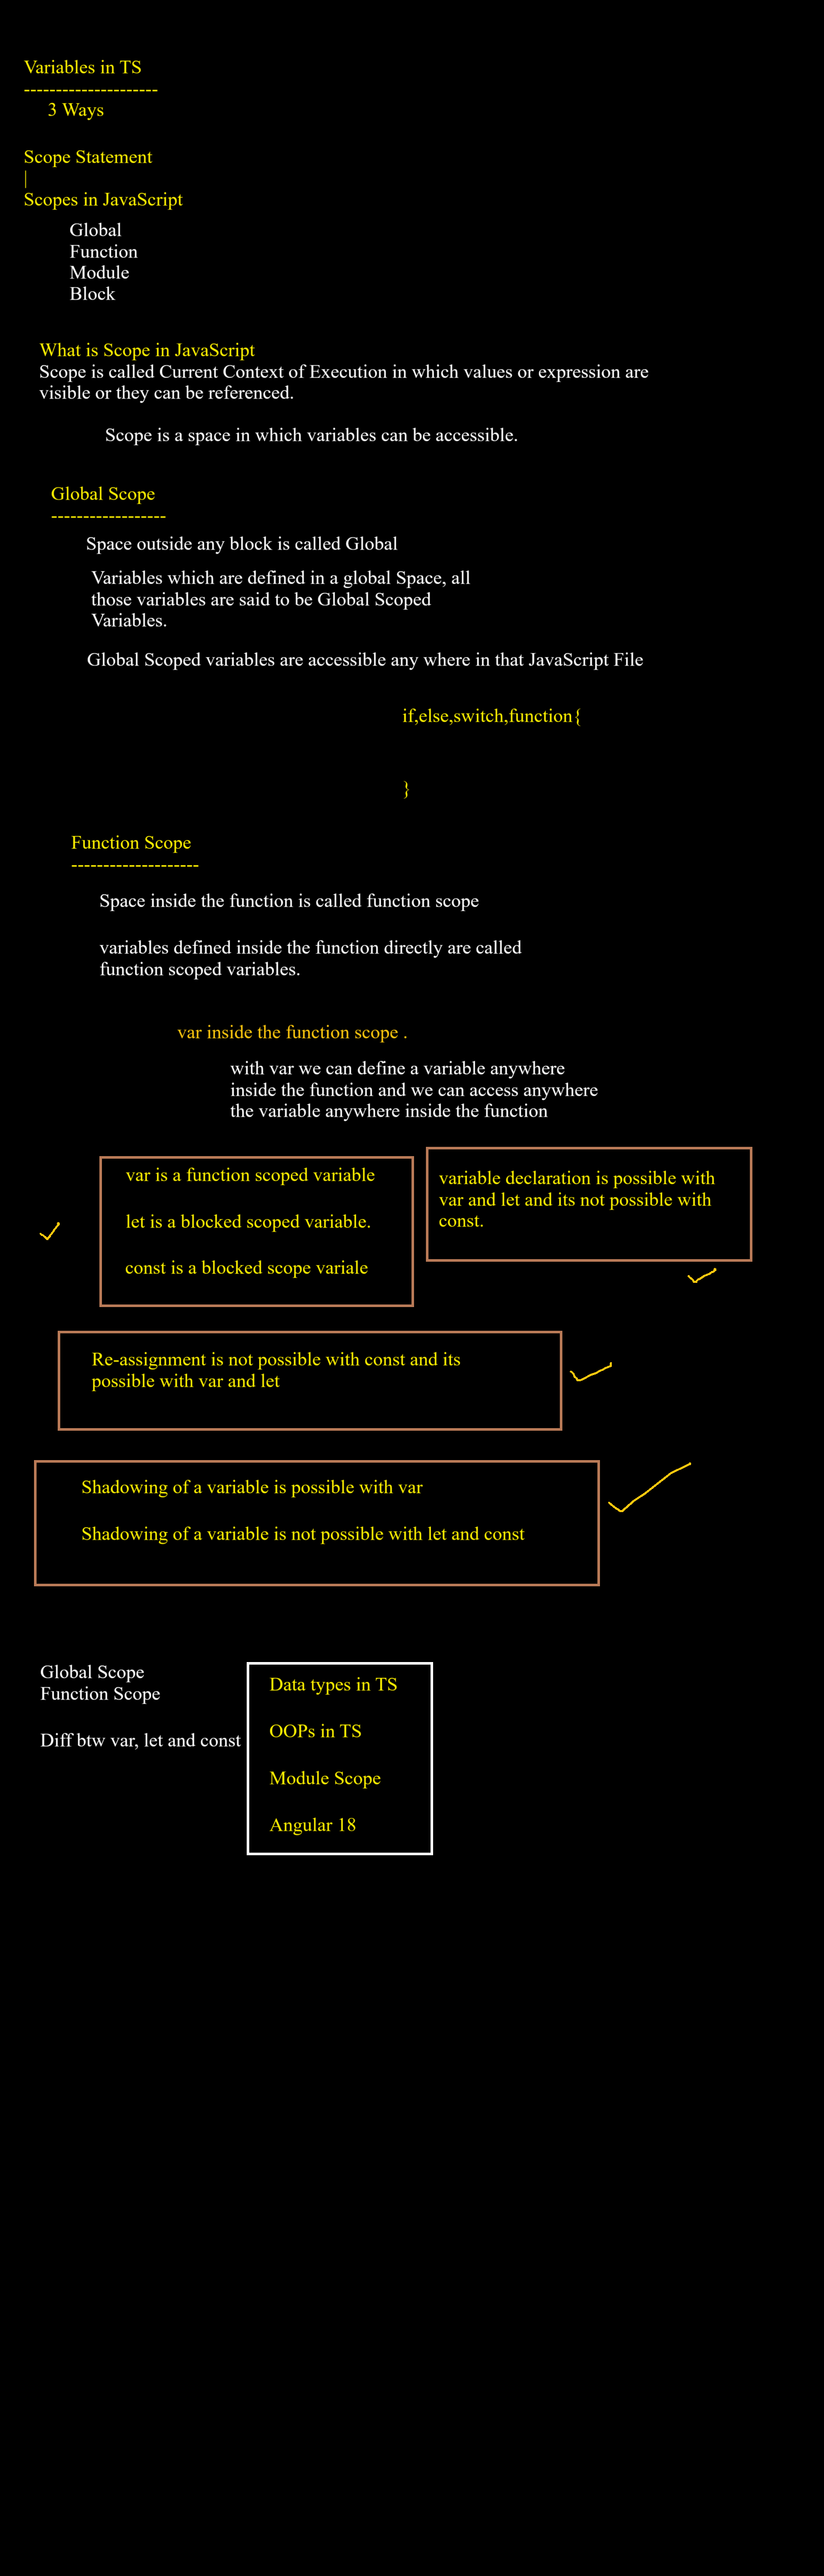 Variables in TS
---------------------
3 Ways
Scope Statement
|
Scopes in JavaScript
Global
Function
Module
Block
What is Scope in JavaScript
Scope is called Current Context of Execution in which values or expression are
visible or they can be referenced.
Scope is a space in which variables can be accessible.
Global Scope
------------------
Space outside any block is called Global
Variables which are defined in a global Space, all
those variables are said to be Global Scoped
Variables.
Global Scoped variables are accessible any where in that JavaScript File
if,else,switch,function{
}
Function Scope
--------------------
Space inside the function is called function scope
variables defined inside the function directly are called
function scoped variables.
var inside the function scope .
with var we can define a variable anywhere
inside the function and we can access anywhere
the variable anywhere inside the function
var is a function scoped variable
let is a blocked scoped variable.
const is a blocked scope variale
variable declaration is possible with
var and let and its not possible with
const.
Re-assignment is not possible with const and its
possible with var and let
Shadowing of a variable is possible with var
Shadowing of a variable is not possible with let and const
Global Scope
Function Scope
Diff btw var, let and const
Data types in TS
OOPs in TS
Module Scope
Angular 18